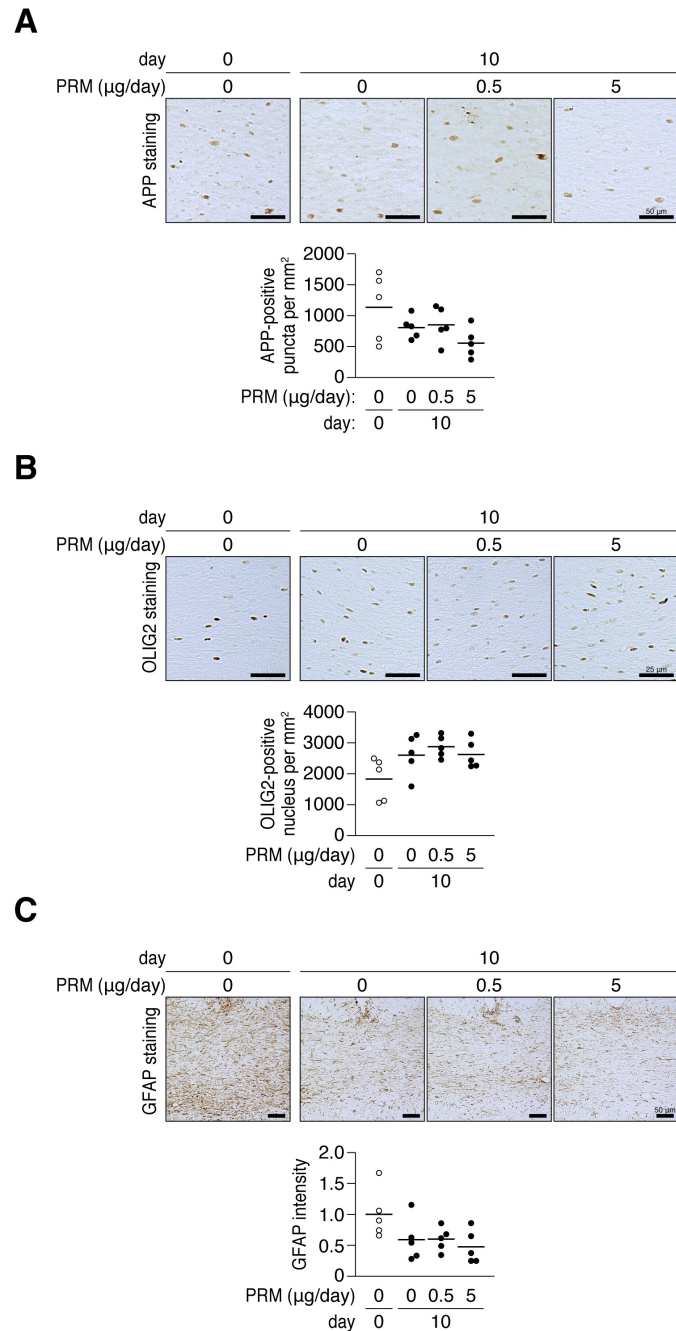 A
day 0 10
PRM (µg/day) 0 0 0.5 5
APP staining
50 µm
APP-positive
puncta per mm²
2000
1500
1000
500
0
PRM (µg/day): 0 0 0.5 5
day: 0 10
B
day 0 10
PRM (µg/day) 0 0 0.5 5
OLIG2 staining
25 µm
OLIG2-positive
nucleus per mm²
4000
3000
2000
1000
0
PRM (µg/day) 0 0 0.5 5
day 0 10
C
day 0 10
PRM (µg/day) 0 0 0.5 5
GFAP staining
50 µm
GFAP intensity
2.0
1.5
1.0
0.5
0
PRM (µg/day) 0 0 0.5 5
day 0 10